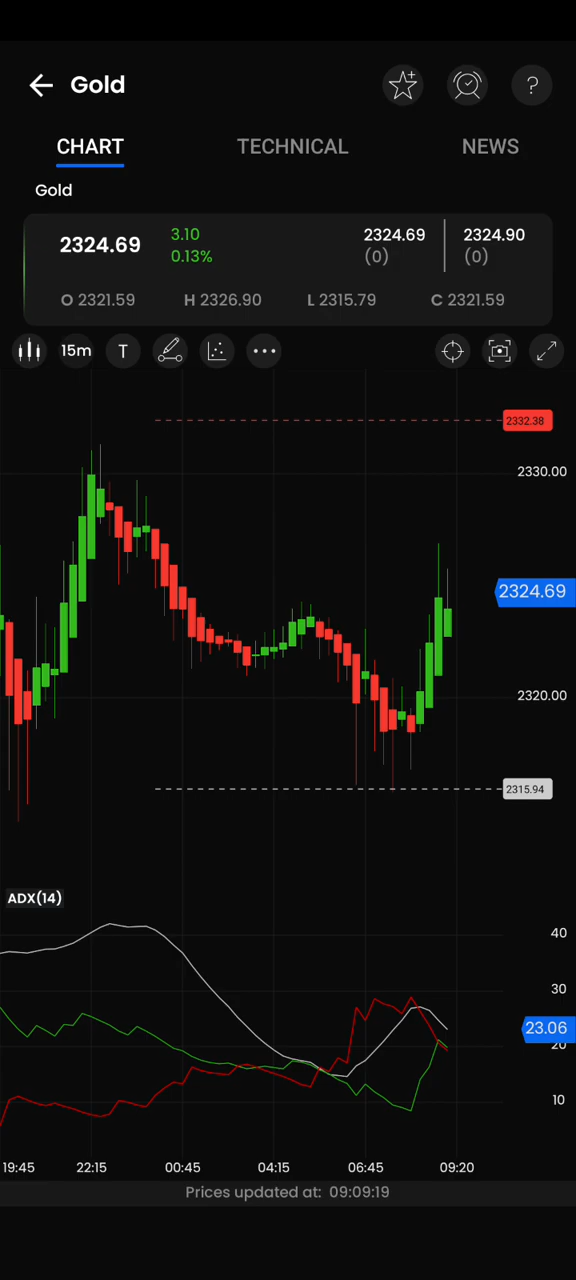 Gold
?
CHART TECHNICAL NEWS
Gold
2324.69
3.10
0.13%
2324.69
(0)
2324.90
(0)
O 2321.59 H 2326.90 L 2315.79 C 2321.59
15m T
2332.38
2330.00
2324.69
2320.00
2315.94
ADX(14)
40
30
23.06
20
10
19:45 22:15 00:45 04:15 06:45 09:20
Prices updated at: 09:09:19